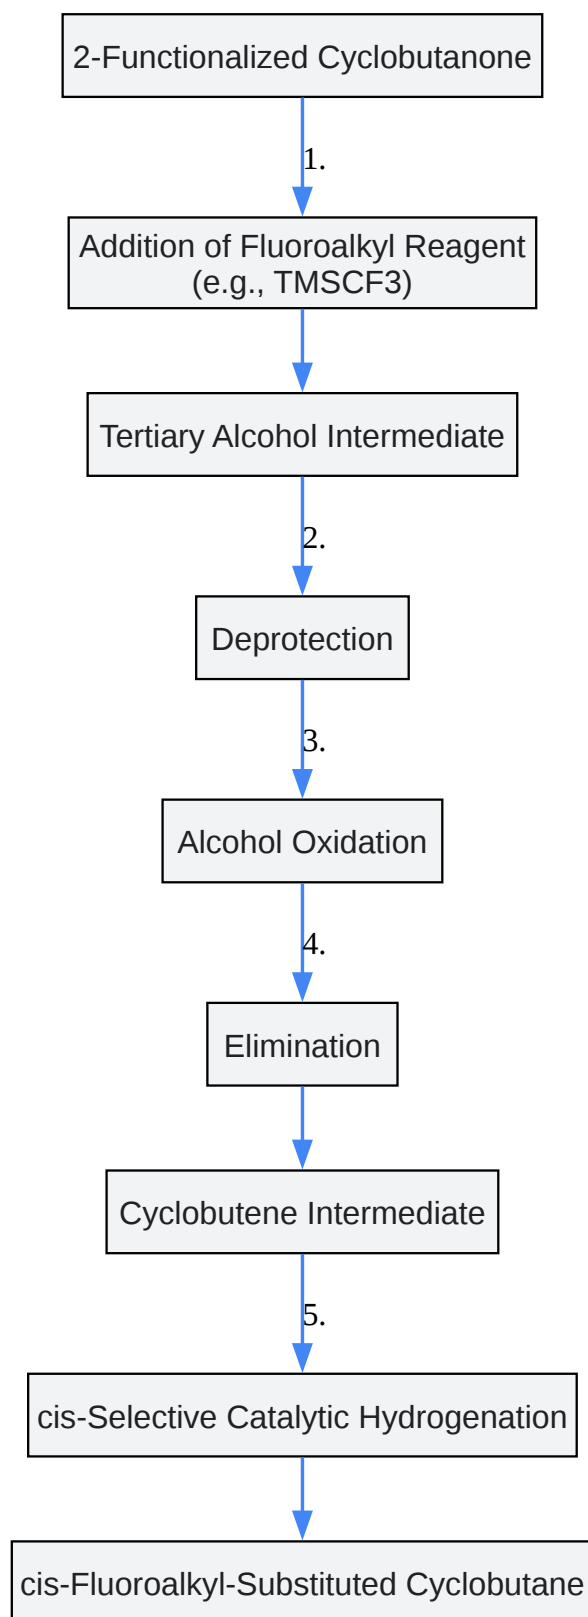 2-Functionalized Cyclobutanone
1.
Addition of Fluoroalkyl Reagent
(e.g., TMSCF3)
Tertiary Alcohol Intermediate
2.
Deprotection
3.
Alcohol Oxidation
4.
Elimination
Cyclobutene Intermediate
5.
cis-Selective Catalytic Hydrogenation
cis-Fluoroalkyl-Substituted Cyclobutane